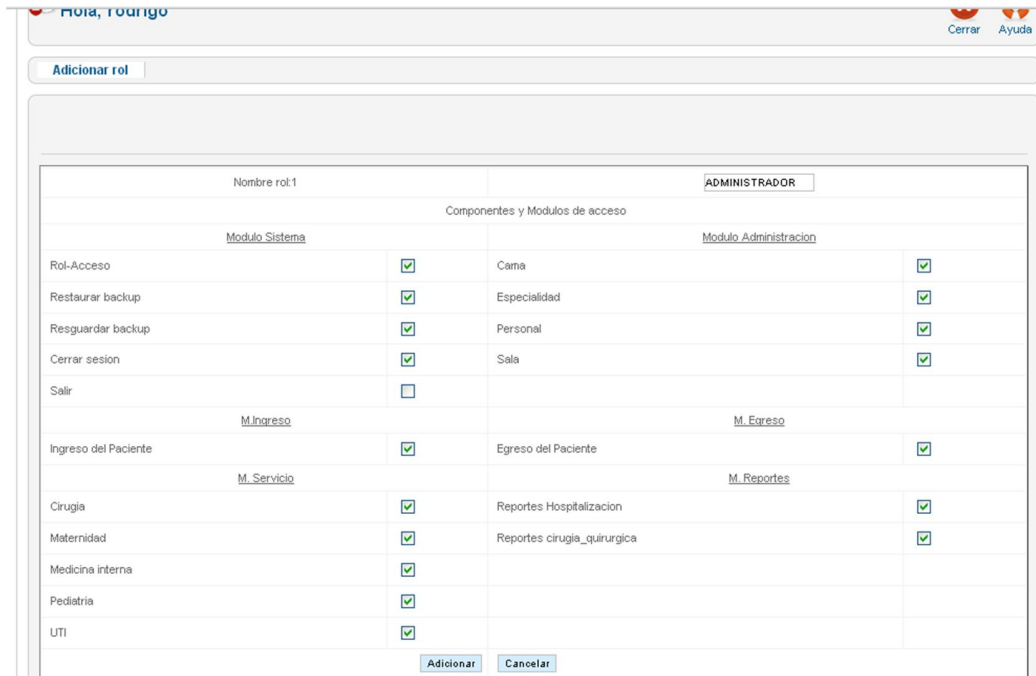 Hola, rodrigo
Cerrar Ayuda
Adicionar rol
Nombre rol:1 ADMINISTRADOR
Componentes y Modulos de acceso
Modulo Sistema Modulo Administracion
Rol-Acceso Cama
Restaurar backup Especialidad
Resguardar backup Personal
Cerrar sesion Sala
Salir
M.Ingreso M. Egreso
Ingreso del Paciente Egreso del Paciente
M. Servicio M. Reportes
Cirugia Reportes Hospitalizacion
Maternidad Reportes cirugia_quirurgica
Medicina interna
Pediatria
UTI
Adicionar Cancelar